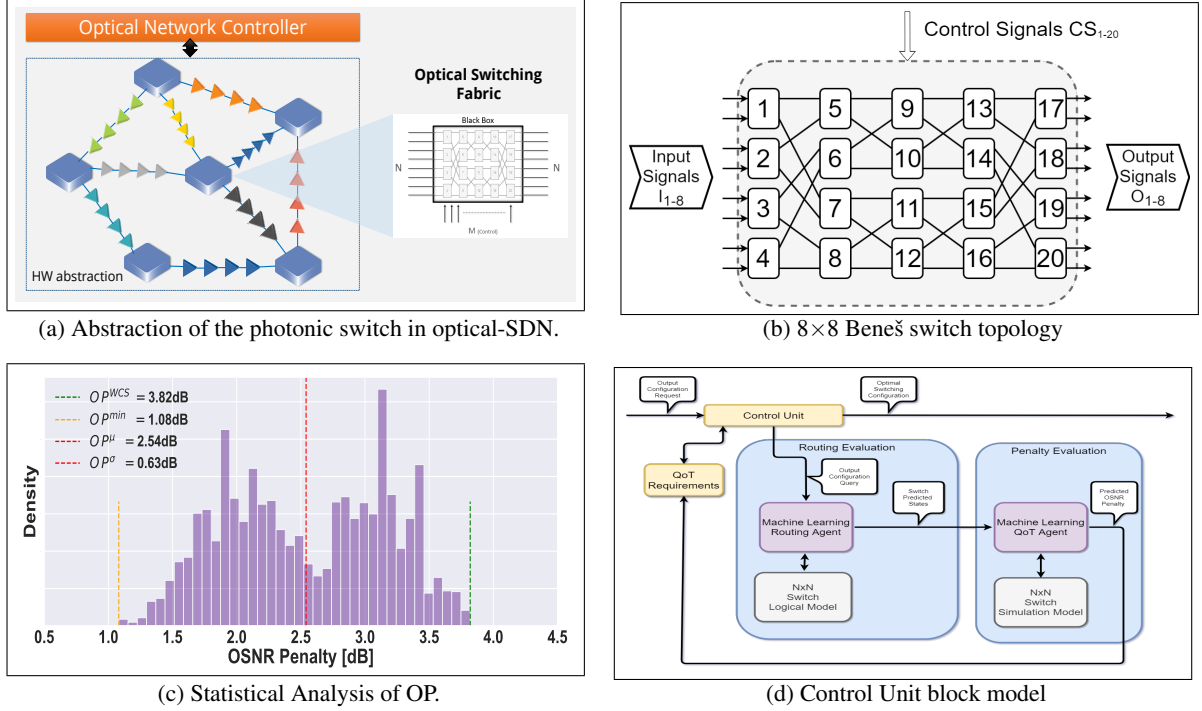 Optical Network Controller
HW abstraction
Optical Switching
Fabric
Black Box
N
N
M (Control)
(a) Abstraction of the photonic switch in optical-SDN.
Control Signals CS1-20
Input
Signals
I1-8
1
5
9
13
17
2
6
10
14
18
3
7
11
15
19
4
8
12
16
20
Output
Signals
O1-8
(b) 8×8 Beneš switch topology
OP^WCS = 3.82dB
OP^min = 1.08dB
OP^μ = 2.54dB
OP^σ = 0.63dB
Density
0.5 1.0 1.5 2.0 2.5 3.0 3.5 4.0 4.5
OSNR Penalty [dB]
(c) Statistical Analysis of OP.
Output
Configuration
Request
Optimal
Switching
Configuration
Control Unit
QoT
Requirements
Routing Evaluation
Output
Configuration
Query
Machine Learning
Routing Agent
NxN
Switch
Logical Model
Switch
Predicted
States
Penalty Evaluation
Predicted
OSNR
Penalty
Machine Learning
QoT Agent
NxN
Switch
Simulation Model
(d) Control Unit block model